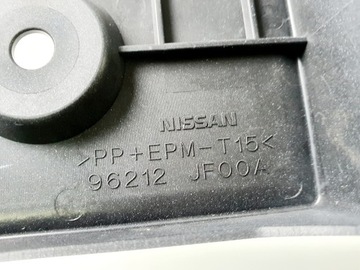 NISSAN
>PP+EPM-T15<
96212 JF00A